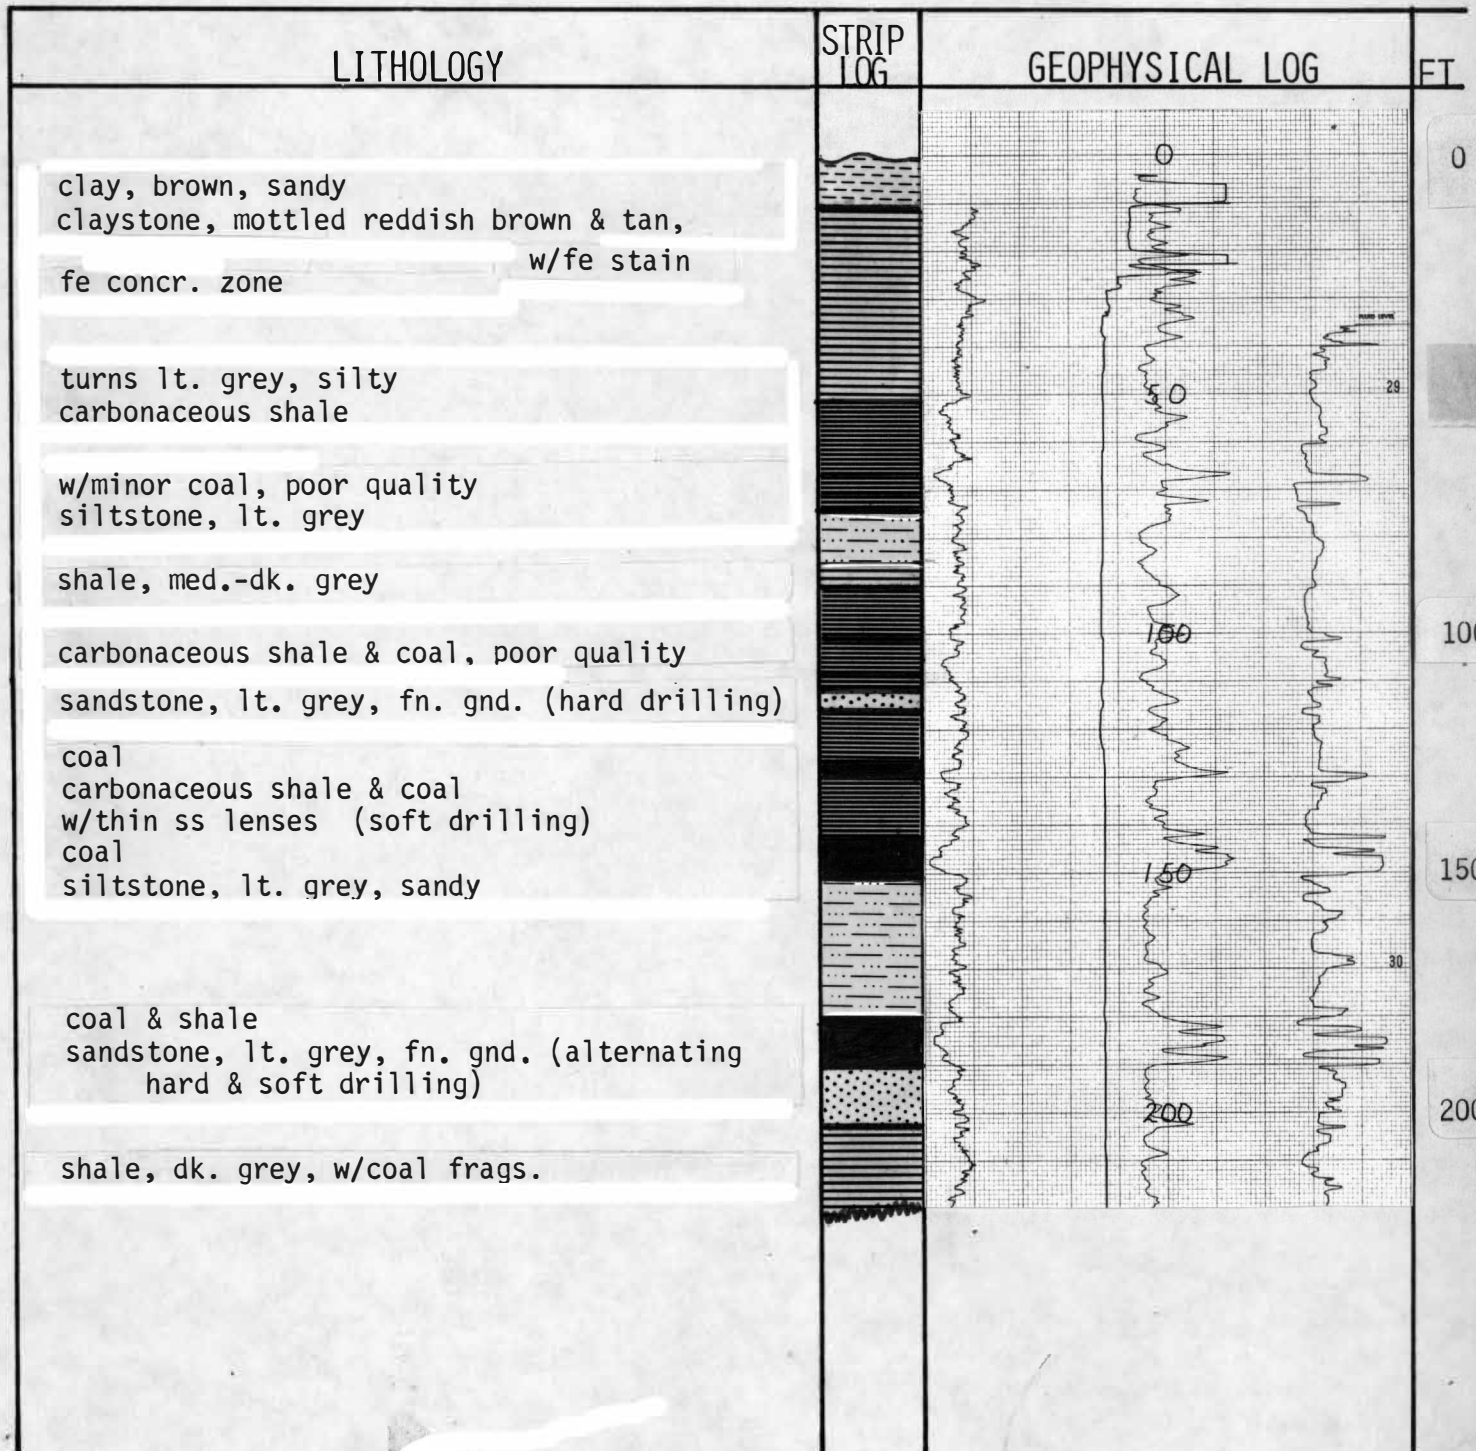 LITHOLOGY
STRIP
LOG
GEOPHYSICAL LOG
FT.
0
0
clay, brown, sandy
claystone, mottled reddish brown & tan,
w/fe stain
fe concr. zone
turns lt. grey, silty
carbonaceous shale
50
29
w/minor coal, poor quality
siltstone, lt. grey
shale, med.-dk. grey
100
100
carbonaceous shale & coal, poor quality
sandstone, lt. grey, fn. gnd. (hard drilling)
coal
carbonaceous shale & coal
w/thin ss lenses (soft drilling)
coal
siltstone, lt. grey, sandy
150
150
30
coal & shale
sandstone, lt. grey, fn. gnd. (alternating
hard & soft drilling)
200
200
shale, dk. grey, w/coal frags.